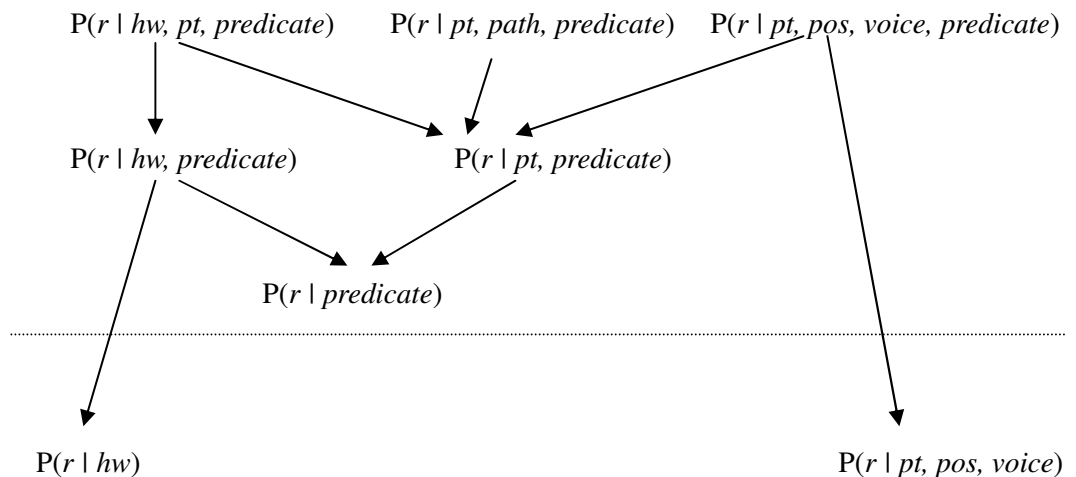 P(r | hw, pt, predicate) P(r | pt, path, predicate) P(r | pt, pos, voice, predicate)
P(r | hw, predicate) P(r | pt, predicate)
P(r | predicate)
P(r | hw) P(r | pt, pos, voice)